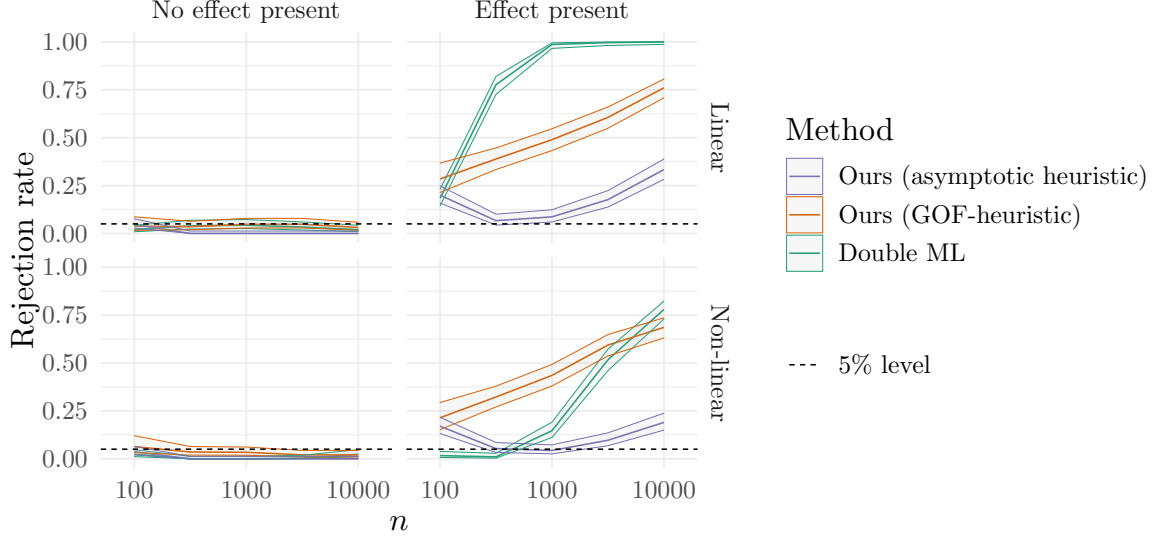 No effect present
Effect present
1.00
0.75
0.50
0.25
0.00
Linear
1.00
0.75
0.50
0.25
0.00
Non-linear
Rejection rate
100
1000
10000
100
1000
10000
n
Method
Ours (asymptotic heuristic)
Ours (GOF-heuristic)
Double ML
5% level